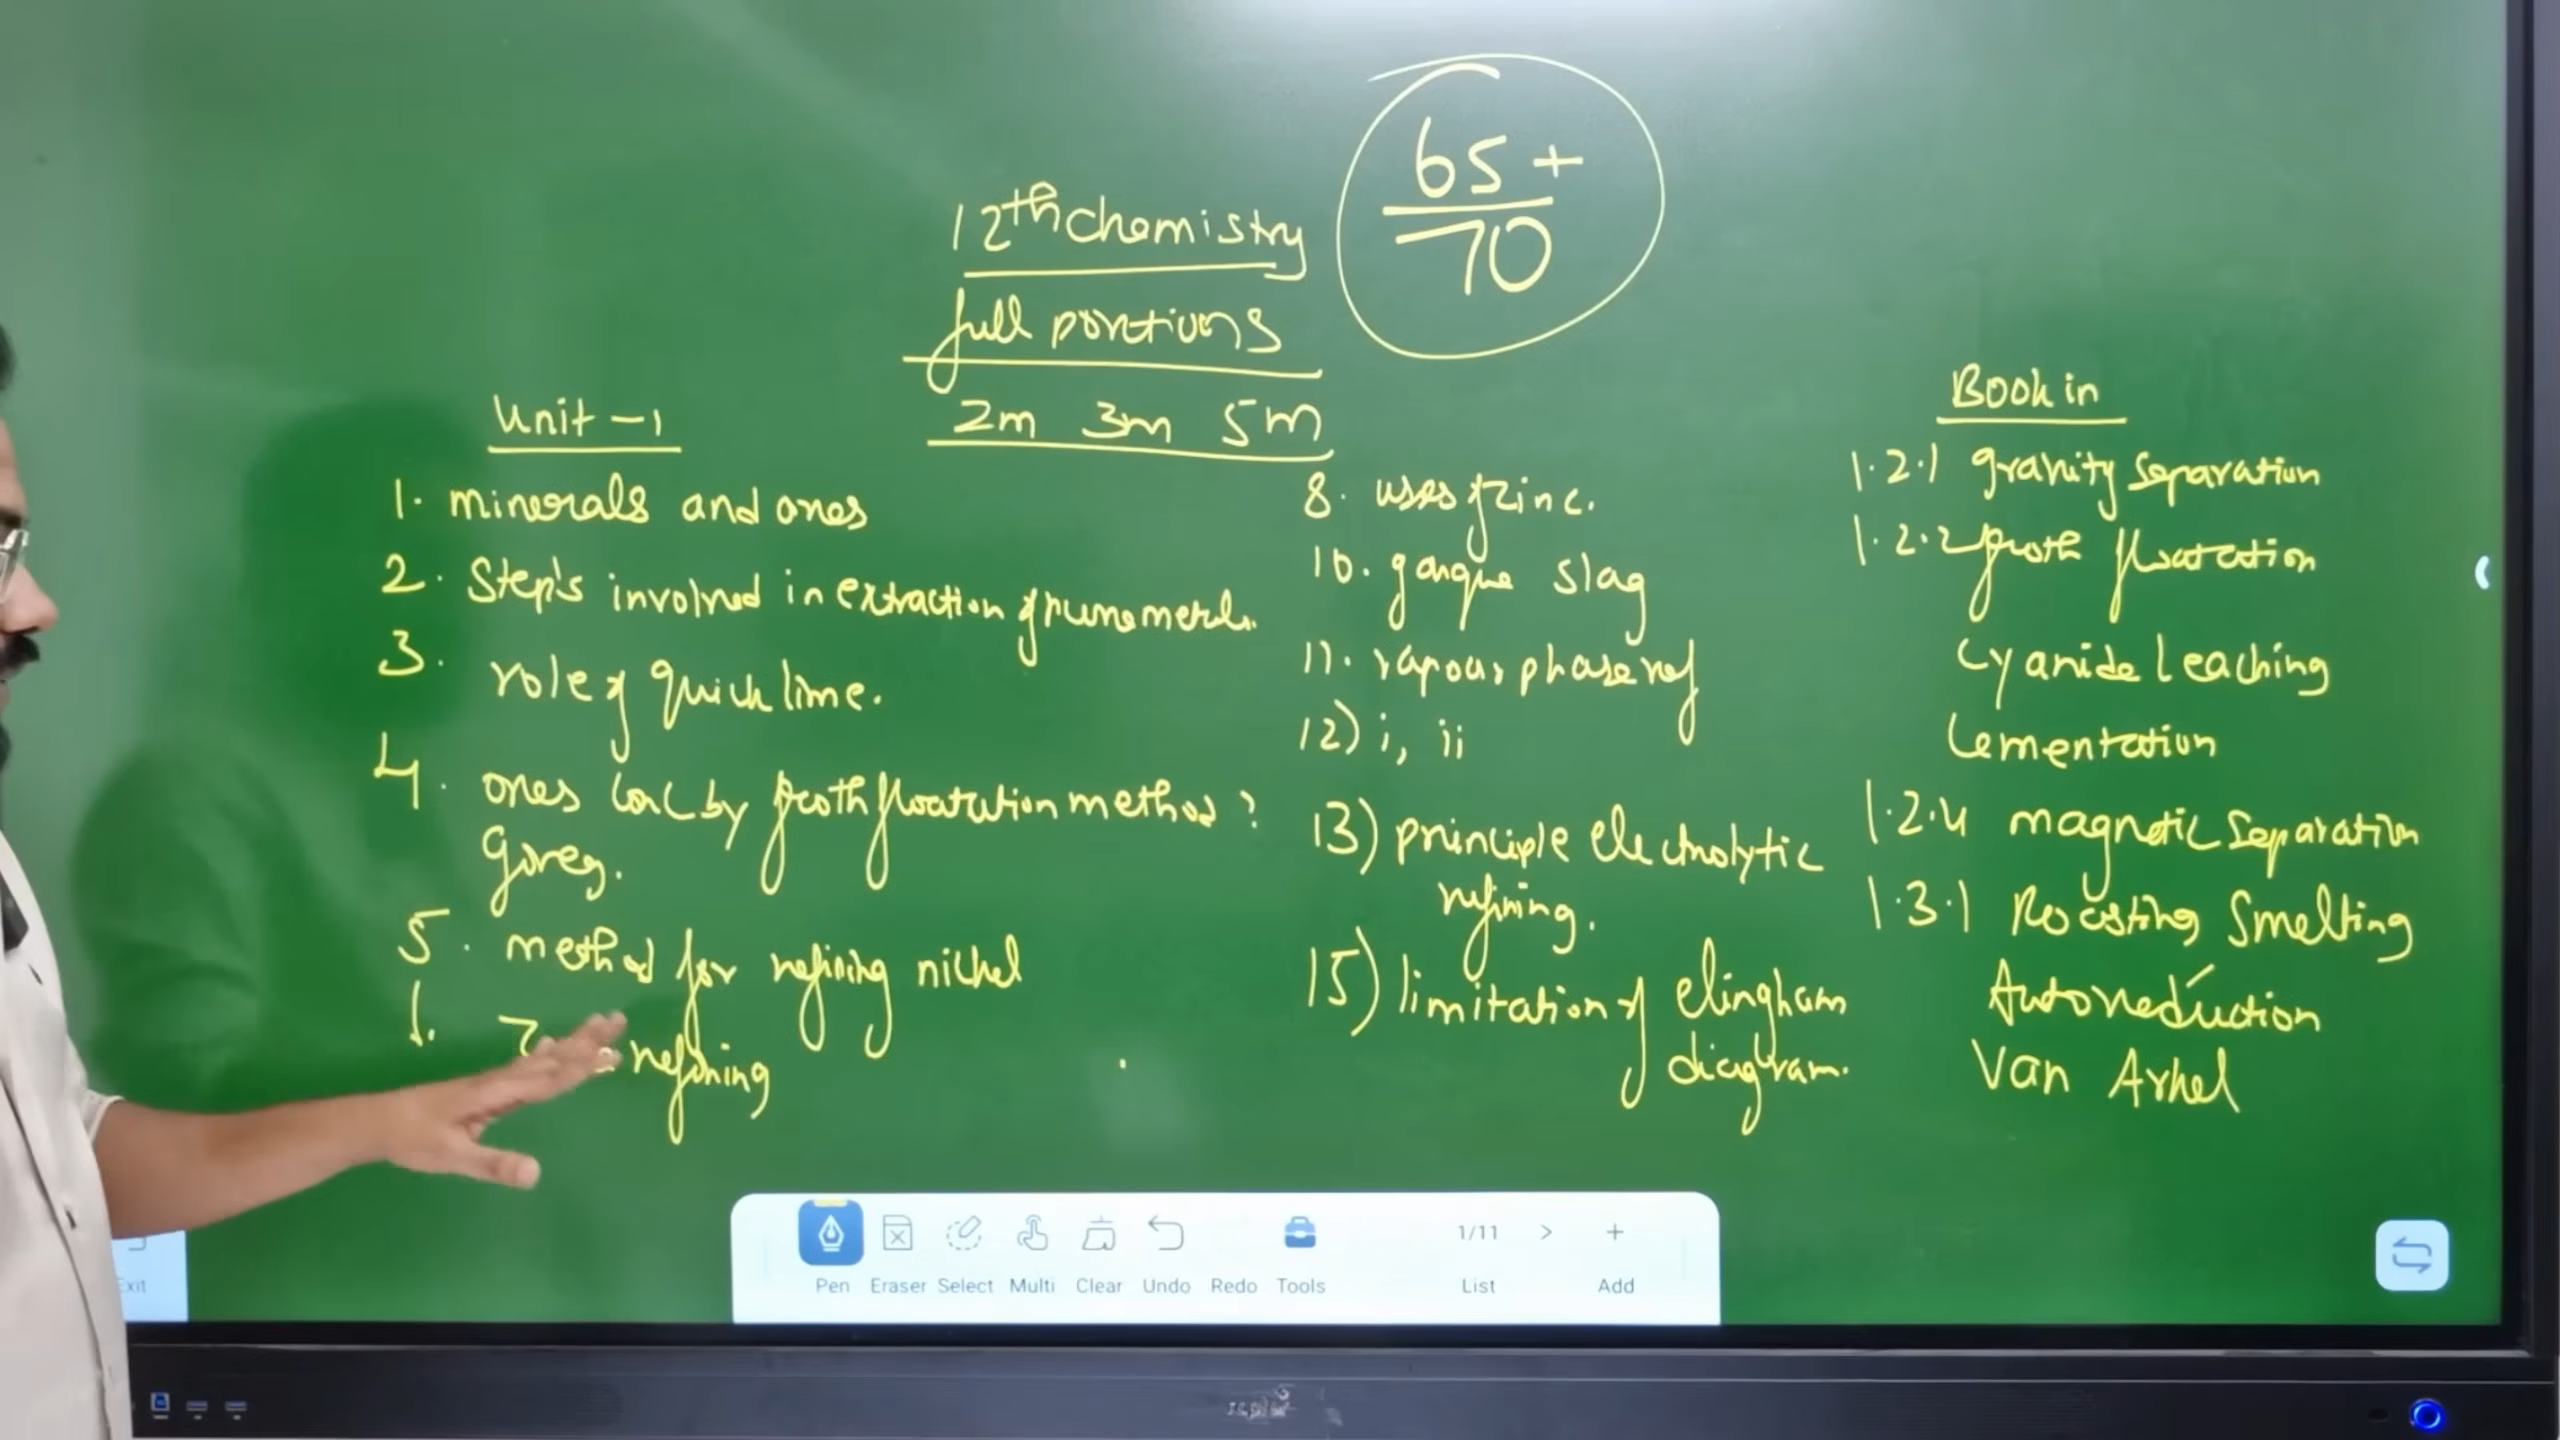 12th chemistry
full portions
2m 3m 5m
65+
70
Unit-1
1. minerals and ores
2. Step's involved in extraction of pure metals.
3. role of quick lime.
4. ores conc by froth floatation method?
Give eg.
5. method for refining nickel
refining
8. uses of zinc.
10. gangue slag
11. vapour phase ref
12) i, ii
13) principle electrolytic
refining.
15) limitation of elingham
diagram.
Book in
1.2.1 gravity separation
1.2.2 froth floatation
Cyanide leaching
Cementation
1.2.4 magnetic separation
1.3.1 Roasting Smelting
Autoreduction
Van Arkel
Pen Eraser Select Multi Clear Undo Redo Tools
1/11 > +
List Add